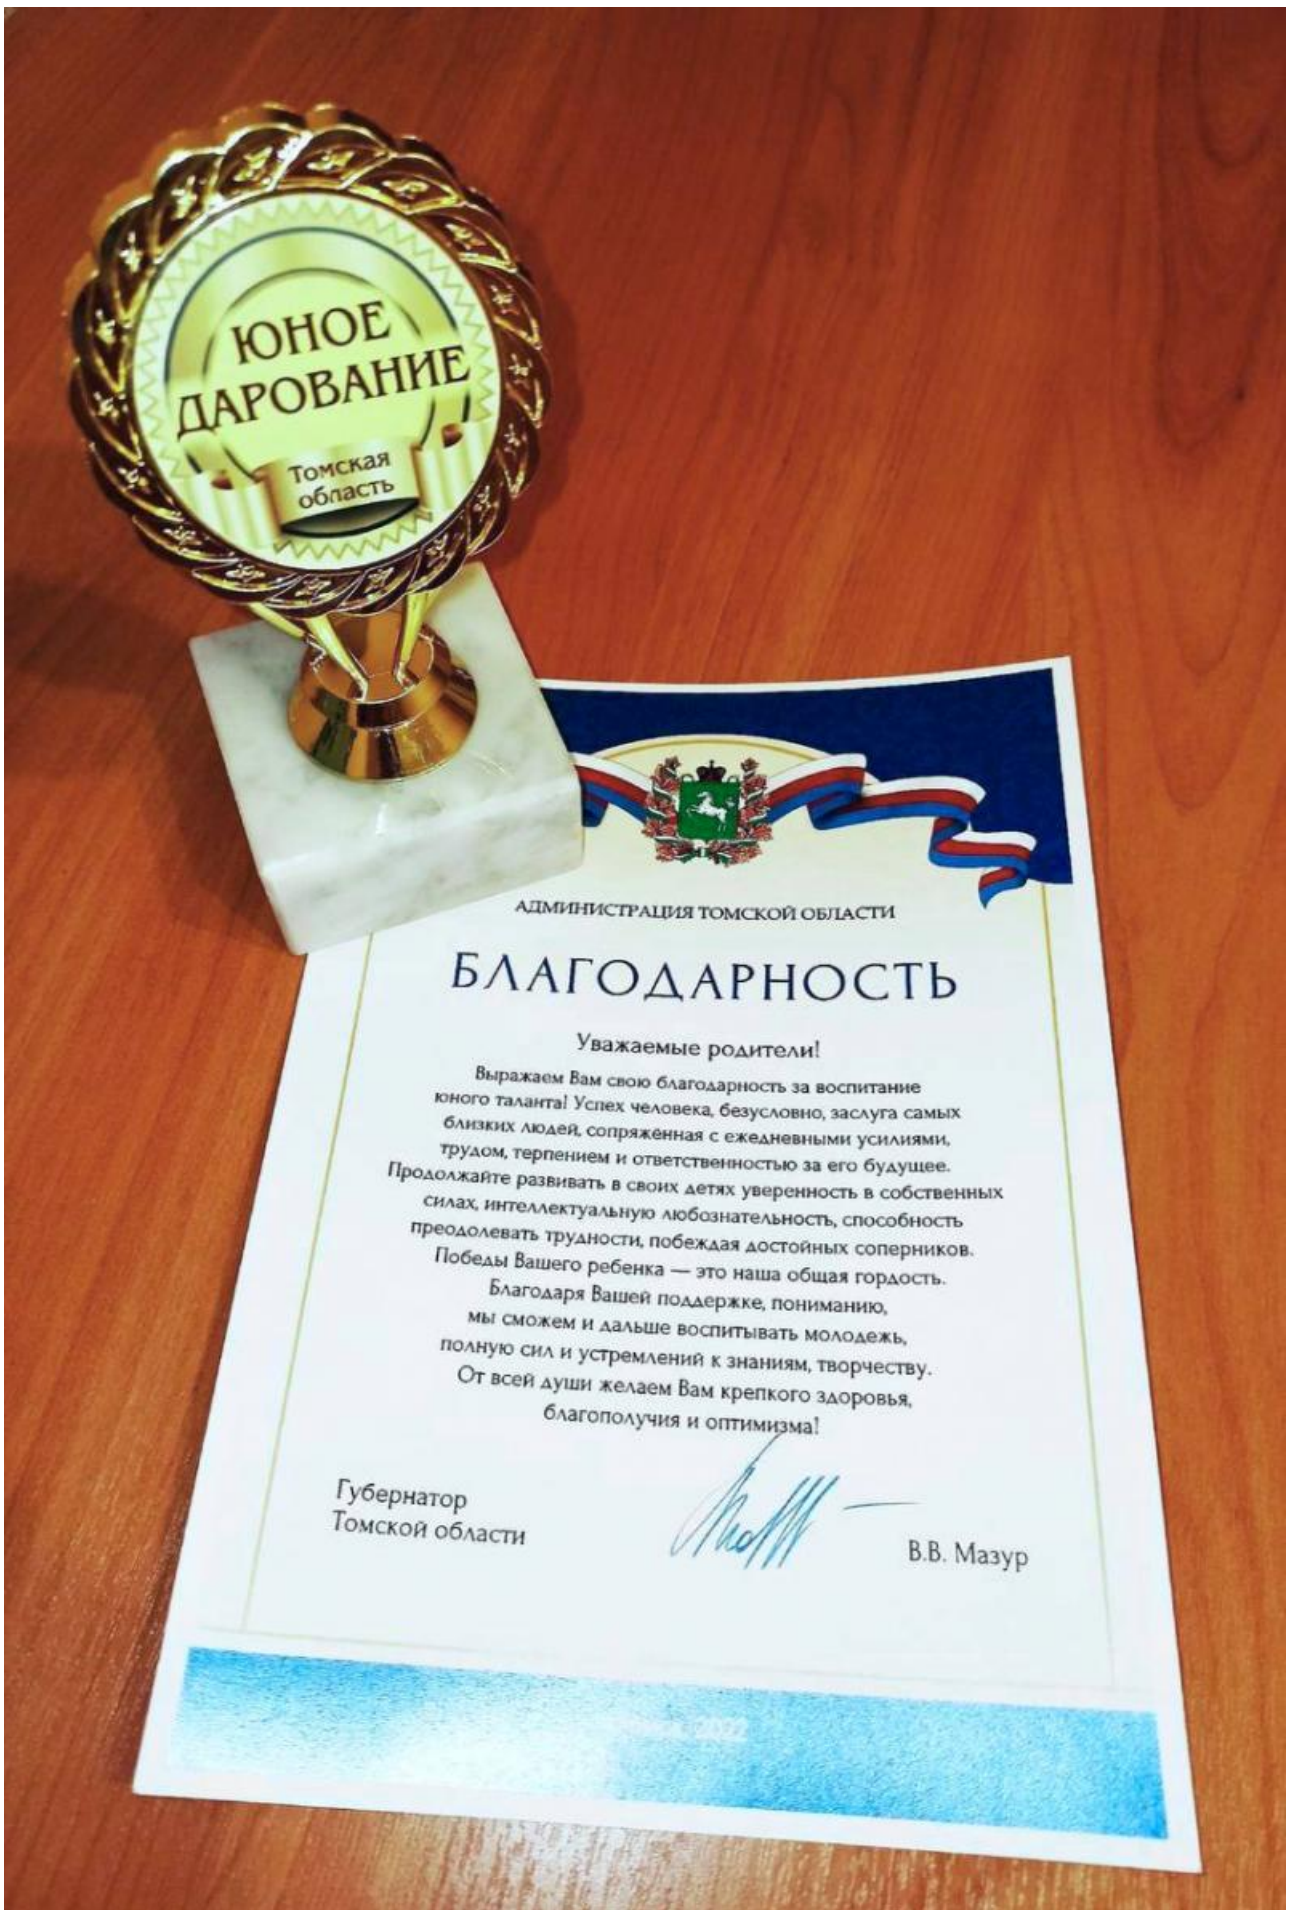 ЮНОЕ
ДАРОВАНИЕ
Томская
область
АДМИНИСТРАЦИЯ ТОМСКОЙ ОБЛАСТИ
БЛАГОДАРНОСТЬ
Уважаемые родители!
Выражаем Вам свою благодарность за воспитание
юного таланта! Успех человека, безусловно, заслуга самых
близких людей, сопряжённая с ежедневными усилиями,
трудом, терпением и ответственностью за его будущее.
Продолжайте развивать в своих детях уверенность в собственных
силах, интеллектуальную любознательность, способность
преодолевать трудности, побеждая достойных соперников.
Победы Вашего ребенка — это наша общая гордость.
Благодаря Вашей поддержке, пониманию,
мы сможем и дальше воспитывать молодежь,
полную сил и устремлений к знаниям, творчеству.
От всей души желаем Вам крепкого здоровья,
благополучия и оптимизма!
Губернатор
Томской области
В.В. Мазур
2022